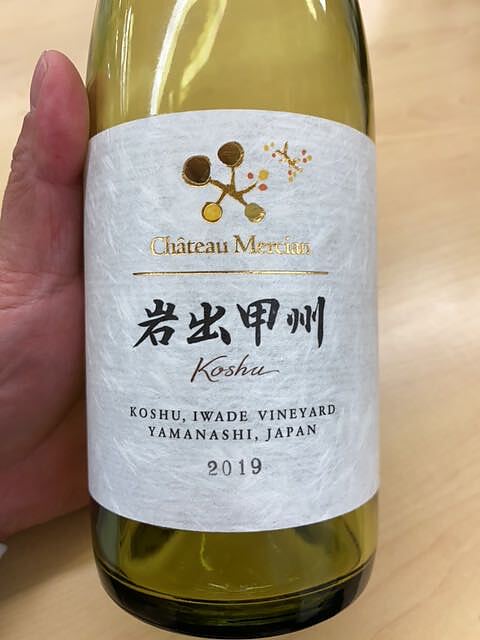 Château Mercian
岩出甲州
Koshu
KOSHU, IWADE VINEYARD
YAMANASHI, JAPAN
2019